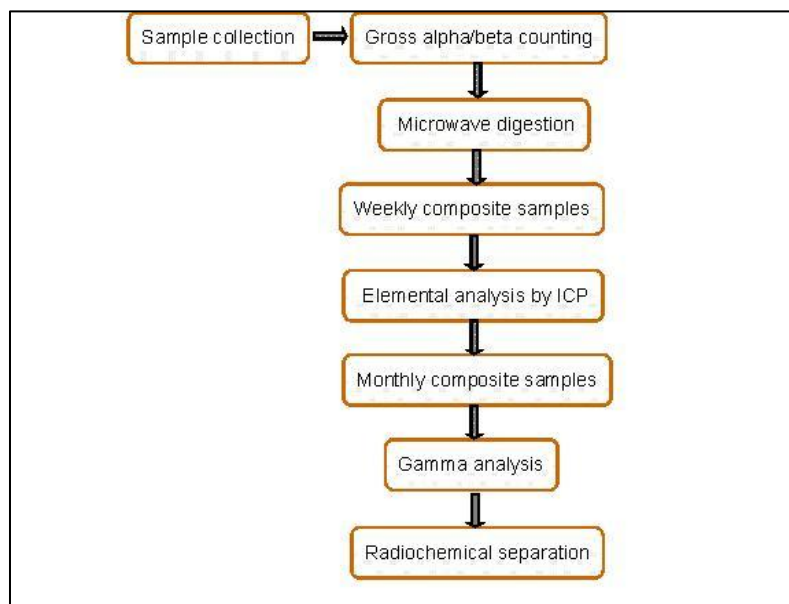 Sample collection
Gross alpha/beta counting
Microwave digestion
Weekly composite samples
Elemental analysis by ICP
Monthly composite samples
Gamma analysis
Radiochemical separation